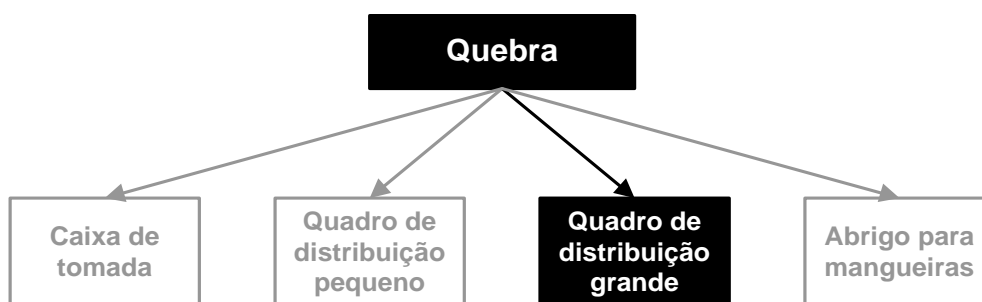 Quebra
Caixa de
tomada
Quadro de
distribuição
pequeno
Quadro de
distribuição
grande
Abrigo para
mangueiras